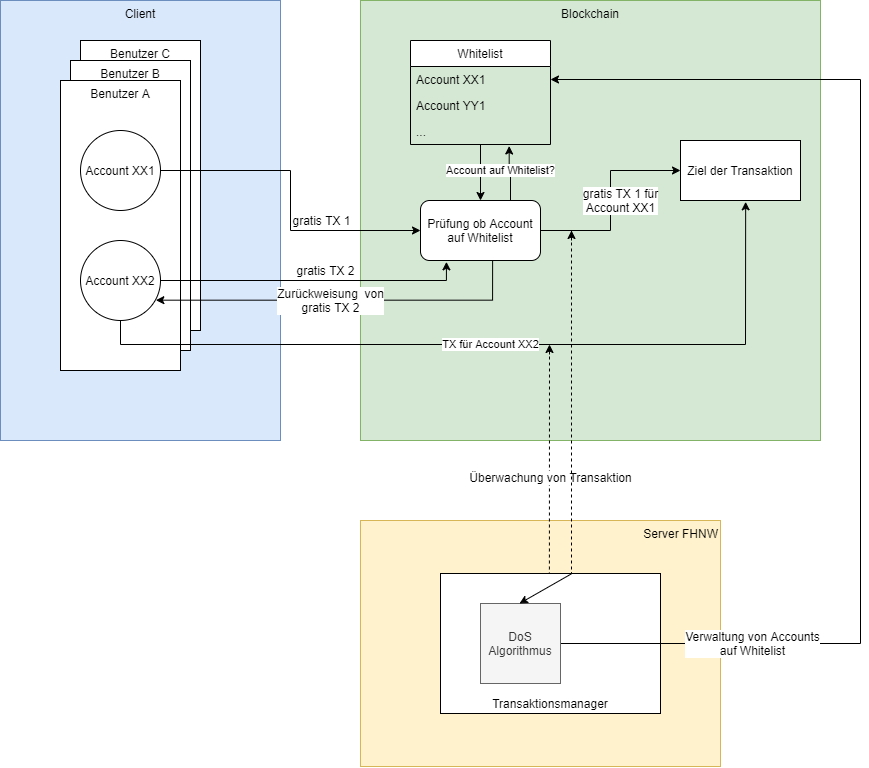 Client
Blockchain
Benutzer C
Benutzer B
Benutzer A
Whitelist
Account XX1
Account YY1
...
Account XX1
Account auf Whitelist?
Ziel der Transaktion
gratis TX 1 für
Account XX1
gratis TX 1
Prüfung ob Account
auf Whitelist
Account XX2
gratis TX 2
Zurückweisung von
gratis TX 2
TX für Account XX2
Überwachung von Transaktion
Server FHNW
DoS
Algorithmus
Verwaltung von Accounts
auf Whitelist
Transaktionsmanager